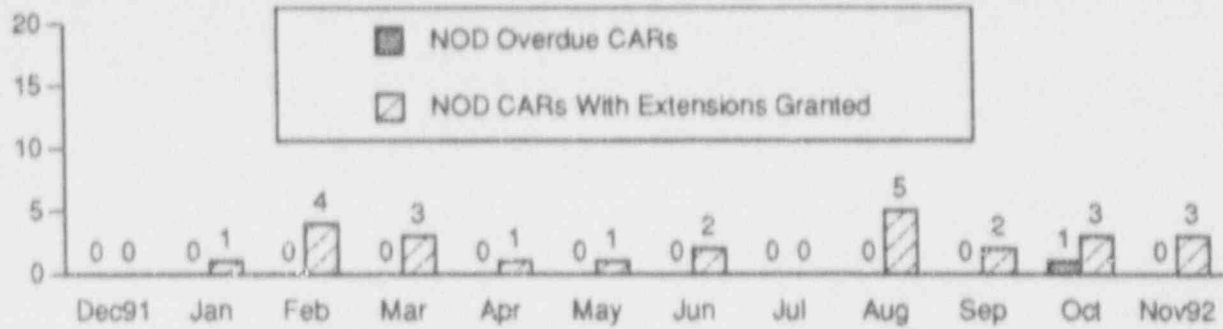 20
NOD Overdue CARs
15
NOD CARs With Extensions Granted
10
5
0
0 0 0 1 0 4 0 3 0 1 0 1 0 2 0 0 0 5 0 2 1 3 0 3
Dec91 Jan Feb Mar Apr May Jun Jul Aug Sep Oct Nov92